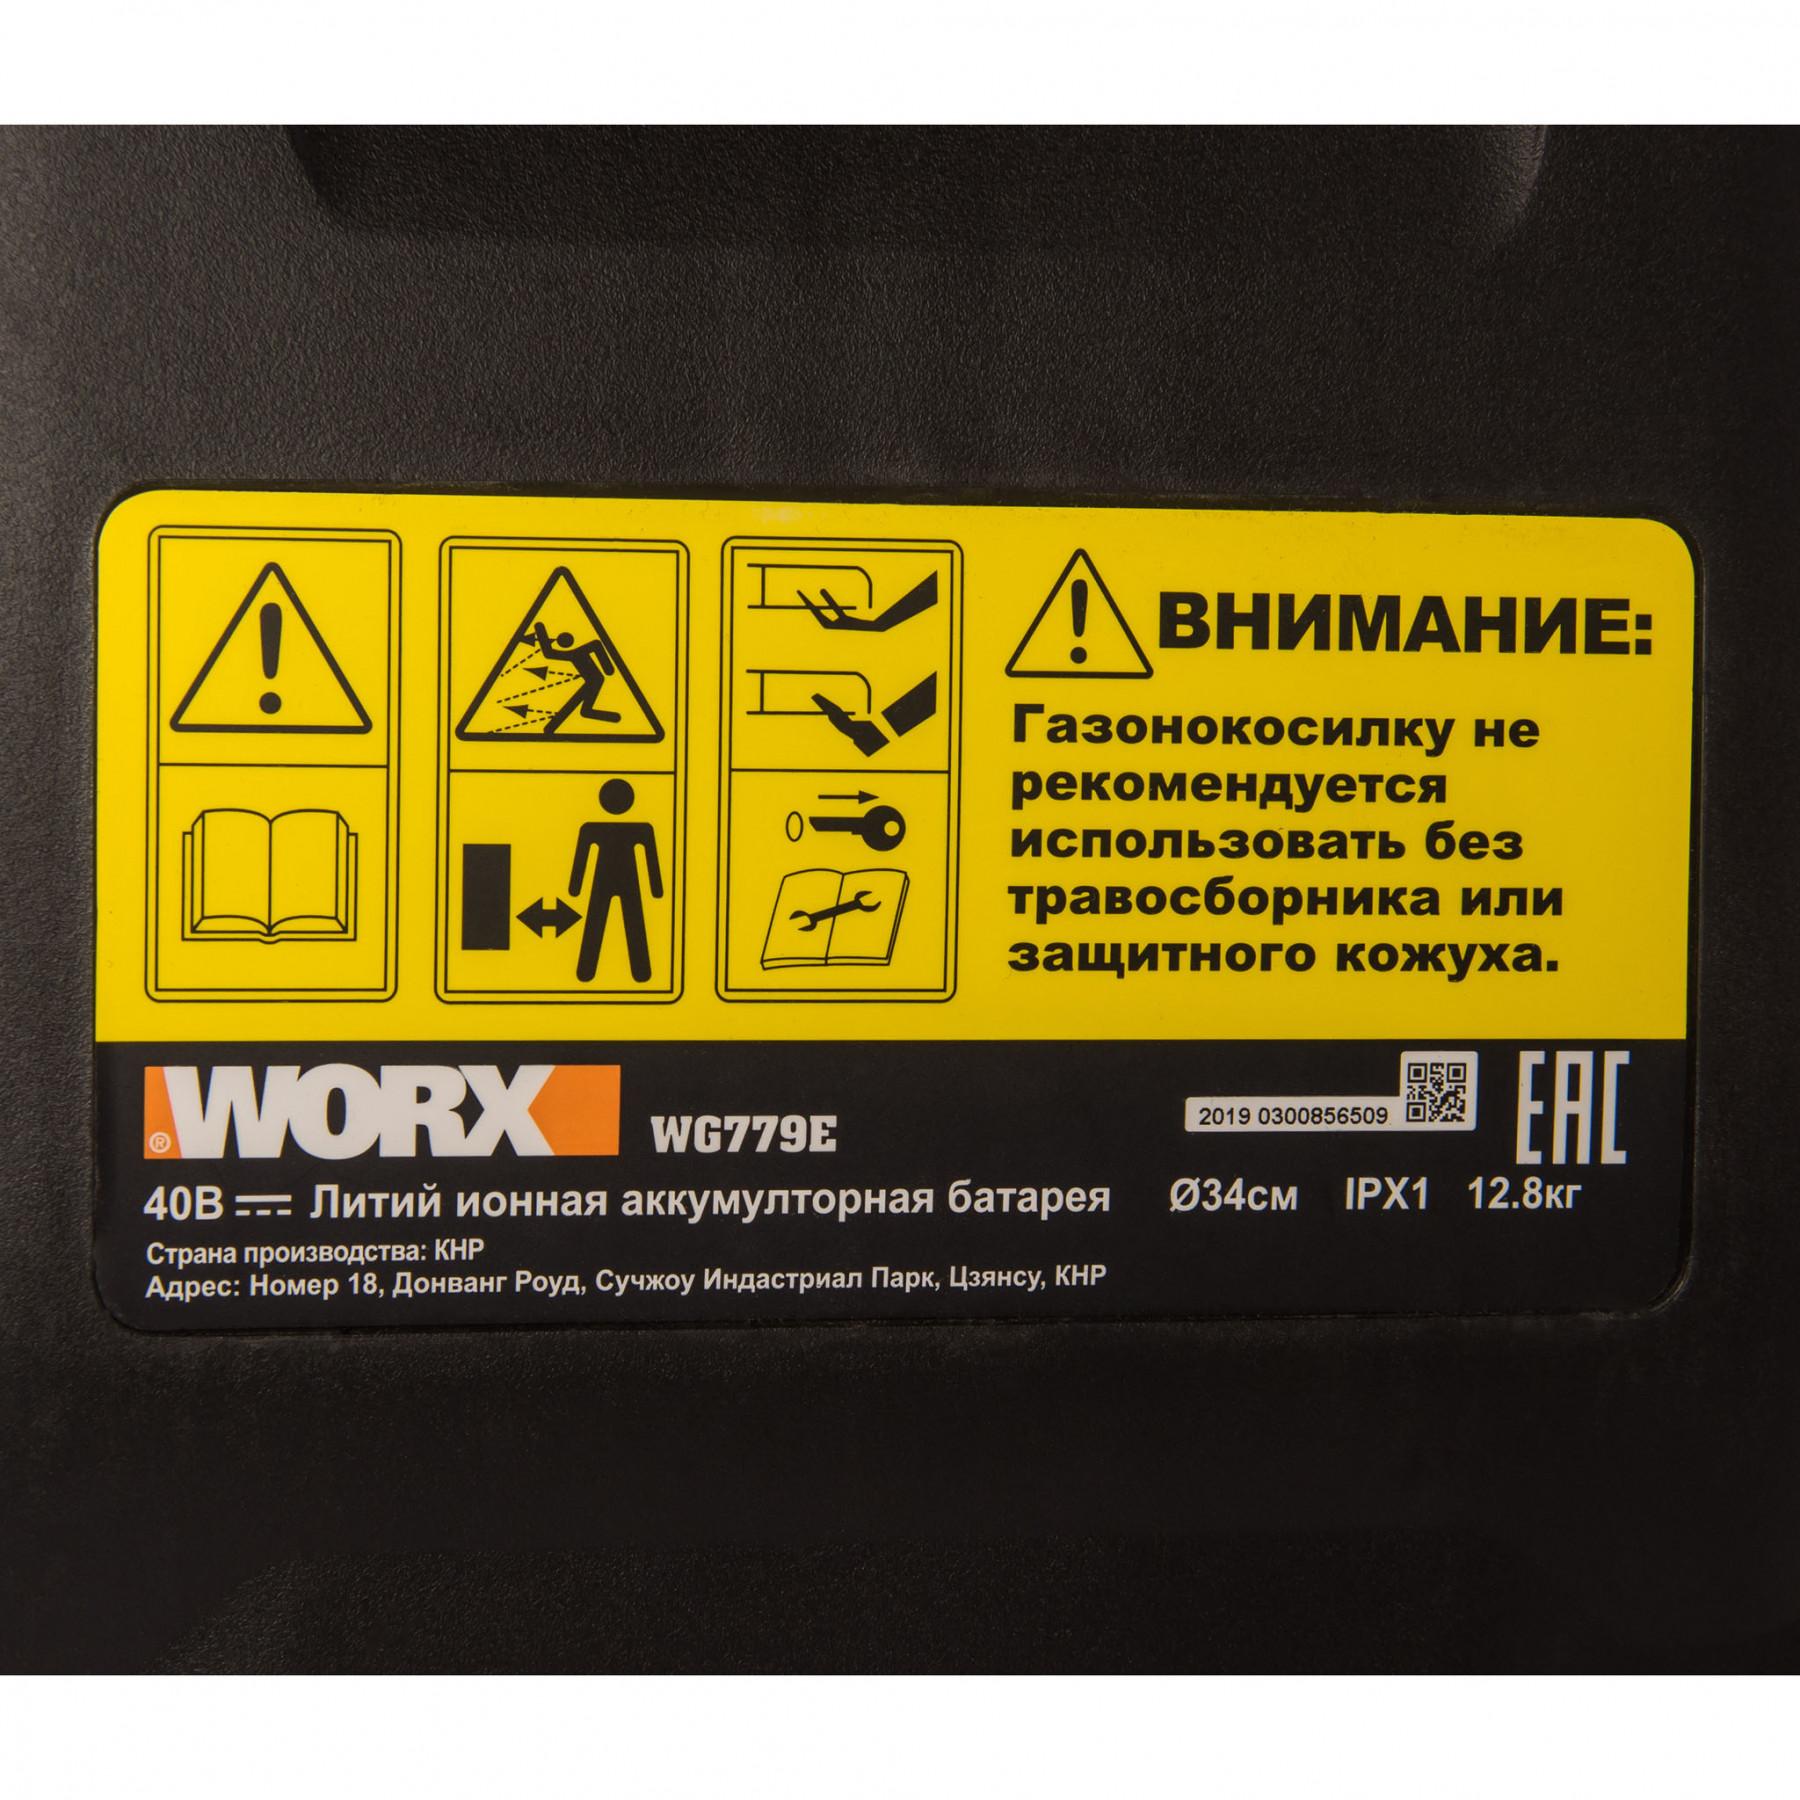 ВНИМАНИЕ:
Газонокосилку не
рекомендуется
использовать без
травосборника или
защитного кожуха.
WORX®
WG779E
2019 0300856509
EAC
40В Литий ионная аккумулторная батарея Ø34см IPX1 12.8кг
Страна производства: КНР
Адрес: Номер 18, Донванг Роуд, Сучжоу Индастриал Парк, Цзянсу, КНР